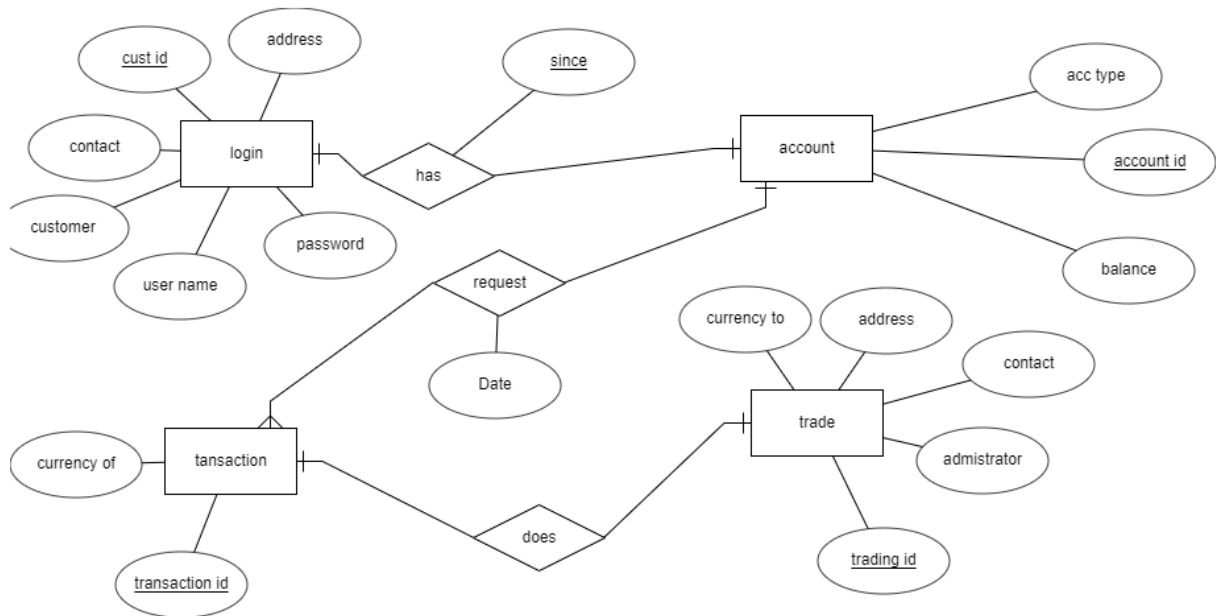 address
cust id
since
acc type
contact
login
account
account id
has
customer
password
user name
request
balance
currency to
address
contact
Date
trade
currency of
tansaction
admistrator
does
trading id
transaction id